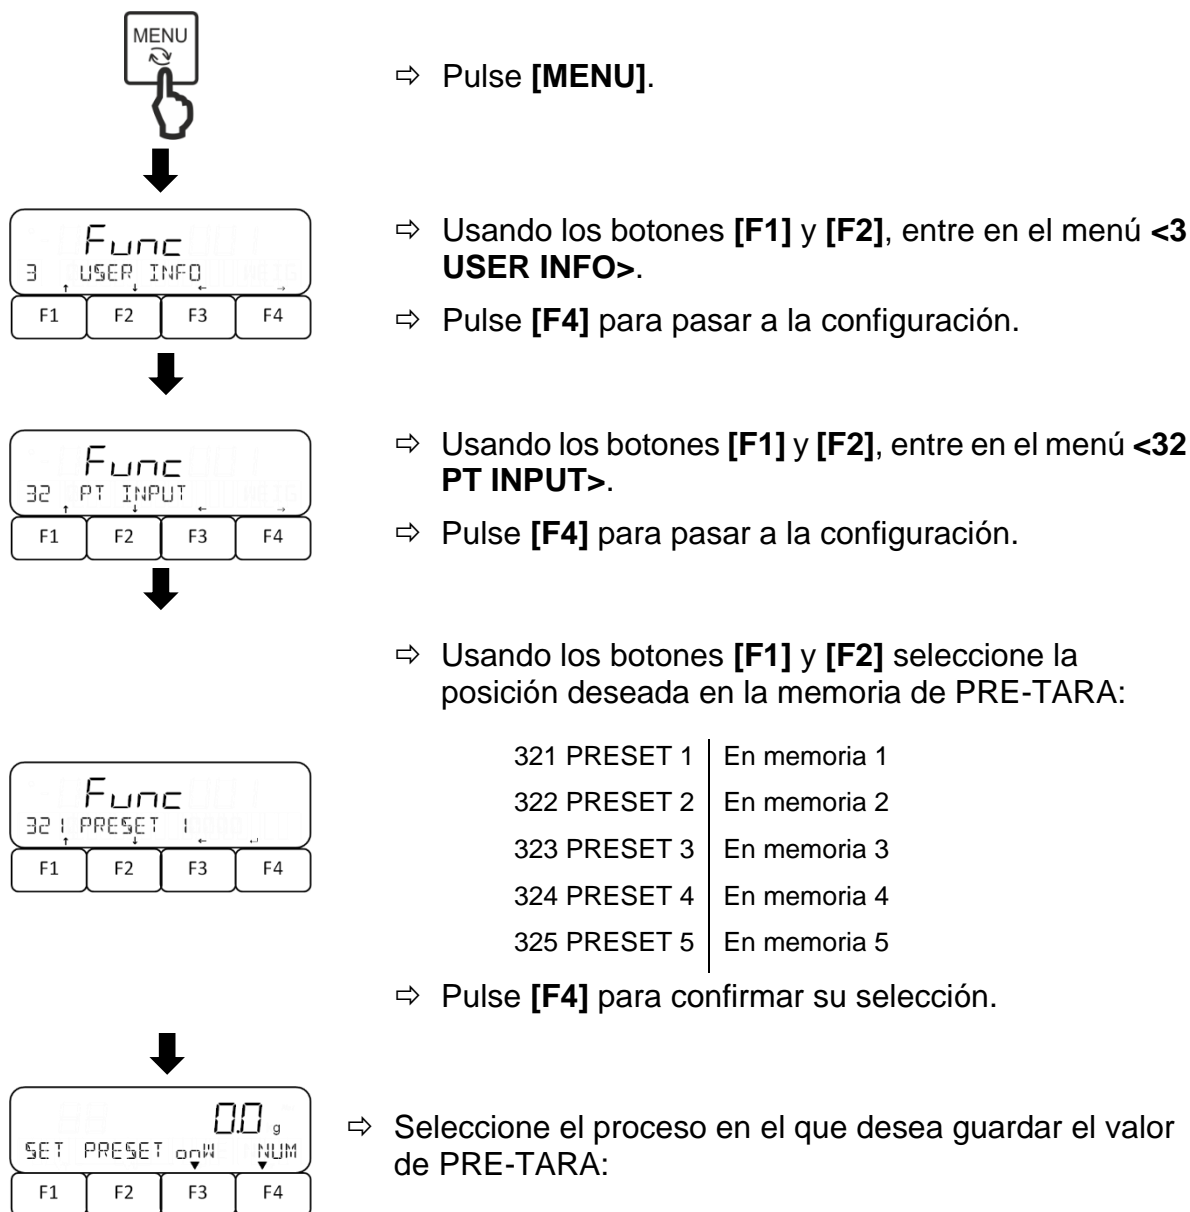 MENU
⇨ Pulse [MENU].
Func
3 USER INFO
↑ ↓ ← →
F1 F2 F3 F4
⇨ Usando los botones [F1] y [F2], entre en el menú <3
USER INFO>.
⇨ Pulse [F4] para pasar a la configuración.
Func
32 PT INPUT
↑ ↓ ← →
F1 F2 F3 F4
⇨ Usando los botones [F1] y [F2], entre en el menú <32
PT INPUT>.
⇨ Pulse [F4] para pasar a la configuración.
⇨ Usando los botones [F1] y [F2] seleccione la
posición deseada en la memoria de PRE-TARA:
Func
321 PRESET 1
↑ ↓ ← ↵
F1 F2 F3 F4
321 PRESET 1 En memoria 1
322 PRESET 2 En memoria 2
323 PRESET 3 En memoria 3
324 PRESET 4 En memoria 4
325 PRESET 5 En memoria 5
⇨ Pulse [F4] para confirmar su selección.
0.0 g
SET PRESET onW NUM
F1 F2 F3 F4
⇨ Seleccione el proceso en el que desea guardar el valor
de PRE-TARA: